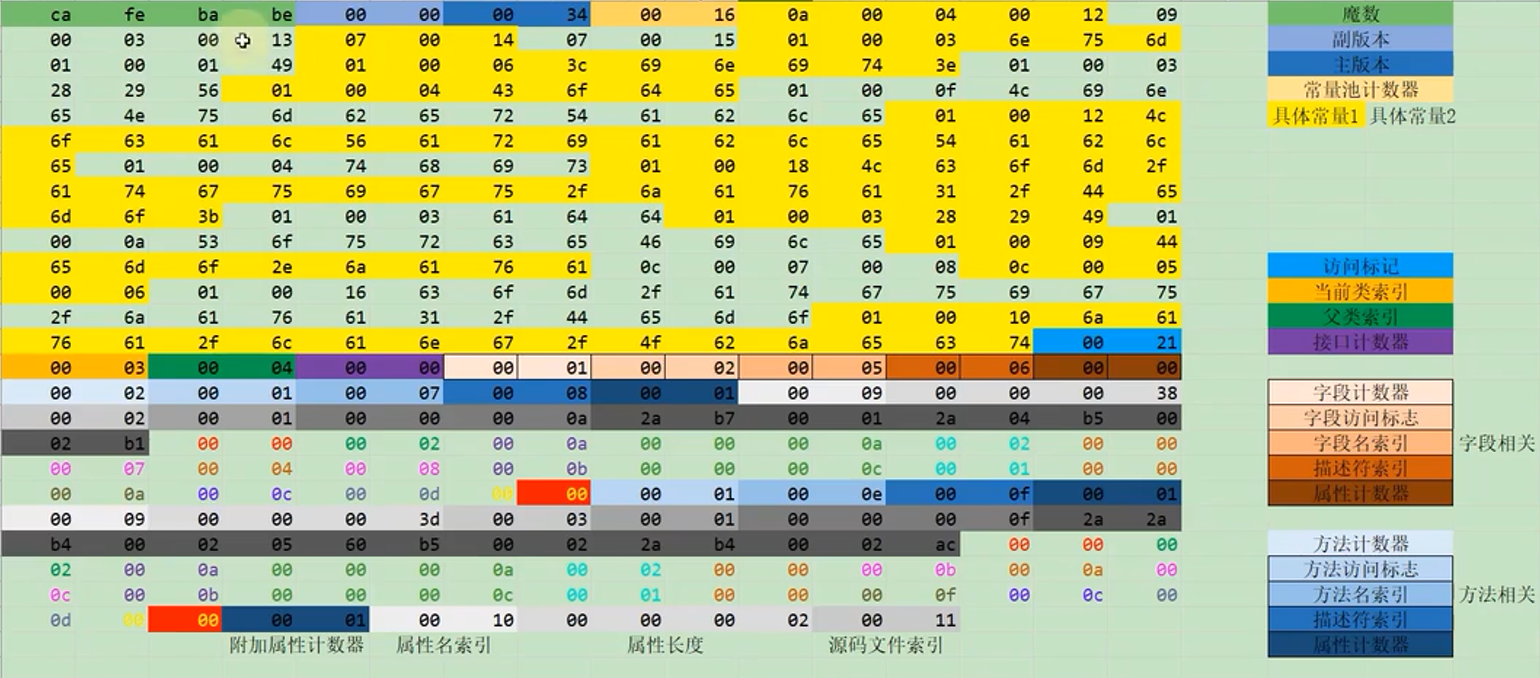 ca fe ba be 00 00 00 34 00 16 0a 00 04 00 12 09 魔数
00 03 00 13 07 00 14 07 00 15 01 00 03 6e 75 6d 副版本
01 00 01 49 01 00 06 3c 69 6e 69 74 3e 01 00 03 主版本
28 29 56 01 00 04 43 6f 64 65 01 00 0f 4c 69 6e 常量池计数器
65 4e 75 6d 62 65 72 54 61 62 6c 65 01 00 12 4c 具体常量1 具体常量2
6f 63 61 6c 56 61 72 69 61 62 6c 65 54 61 62 6c
65 01 00 04 74 68 69 73 01 00 18 4c 63 6f 6d 2f
61 74 67 75 69 67 75 2f 6a 61 76 61 31 2f 44 65
6d 6f 3b 01 00 03 61 64 64 01 00 03 28 29 49 01
00 0a 53 6f 75 72 63 65 46 69 6c 65 01 00 09 44
65 6d 6f 2e 6a 61 76 61 0c 00 07 00 08 0c 00 05 访问标记
00 06 01 00 16 63 6f 6d 2f 61 74 67 75 69 67 75 当前类索引
2f 6a 61 76 61 31 2f 44 65 6d 6f 01 00 10 6a 61 父类索引
76 61 2f 6c 61 6e 67 2f 4f 62 6a 65 63 74 00 21 接口计数器
00 03 00 04 00 00 00 01 00 02 00 05 00 06 00 00
00 02 00 01 00 07 00 08 00 01 00 09 00 00 00 38 字段计数器
00 02 00 01 00 00 00 0a 2a b7 00 01 2a 04 b5 00 字段访问标志
02 b1 00 00 00 02 00 0a 00 00 00 0a 00 02 00 00 字段名索引 字段相关
00 07 00 04 00 08 00 0b 00 00 00 0c 00 01 00 00 描述符索引
00 0a 00 0c 00 0d 00 00 00 01 00 0e 00 0f 00 01 属性计数器
00 09 00 00 00 3d 00 03 00 01 00 00 00 0f 2a 2a
b4 00 02 05 60 b5 00 02 2a b4 00 02 ac 00 00 00 方法计数器
02 00 0a 00 00 00 0a 00 02 00 00 00 0b 00 0a 00 方法访问标志
0c 00 0b 00 00 00 0c 00 01 00 00 00 0f 00 0c 00 方法名索引 方法相关
0d 00 00 00 01 00 10 00 00 00 02 00 11 描述符索引
附加属性计数器 属性名索引 属性长度 源码文件索引 属性计数器